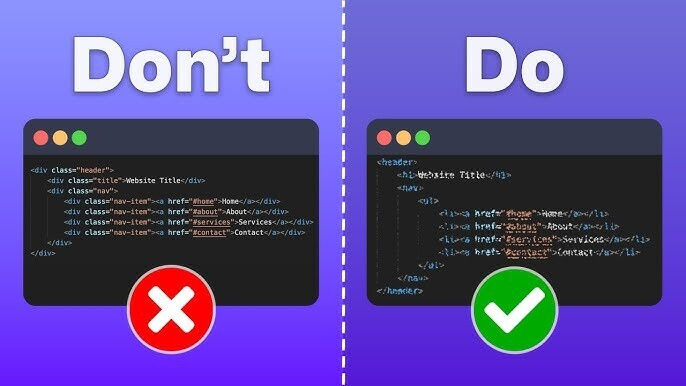 Don't
<div class="header">
<div class="title">Website Title</div>
<div class="nav">
<div class="nav-item"><a href="#home">Home</a></div>
<div class="nav-item"><a href="#about">About</a></div>
<div class="nav-item"><a href="#services">Services</a></div>
<div class="nav-item"><a href="#contact">Contact</a></div>
</div>
</div>
Do
<header>
<h1>Website Title</h1>
<nav>
<ul>
<li><a href="#home">Home</a></li>
<li><a href="#about">About</a></li>
<li><a href="#services">Services</a></li>
<li><a href="#contact">Contact</a></li>
</ul>
</nav>
</header>